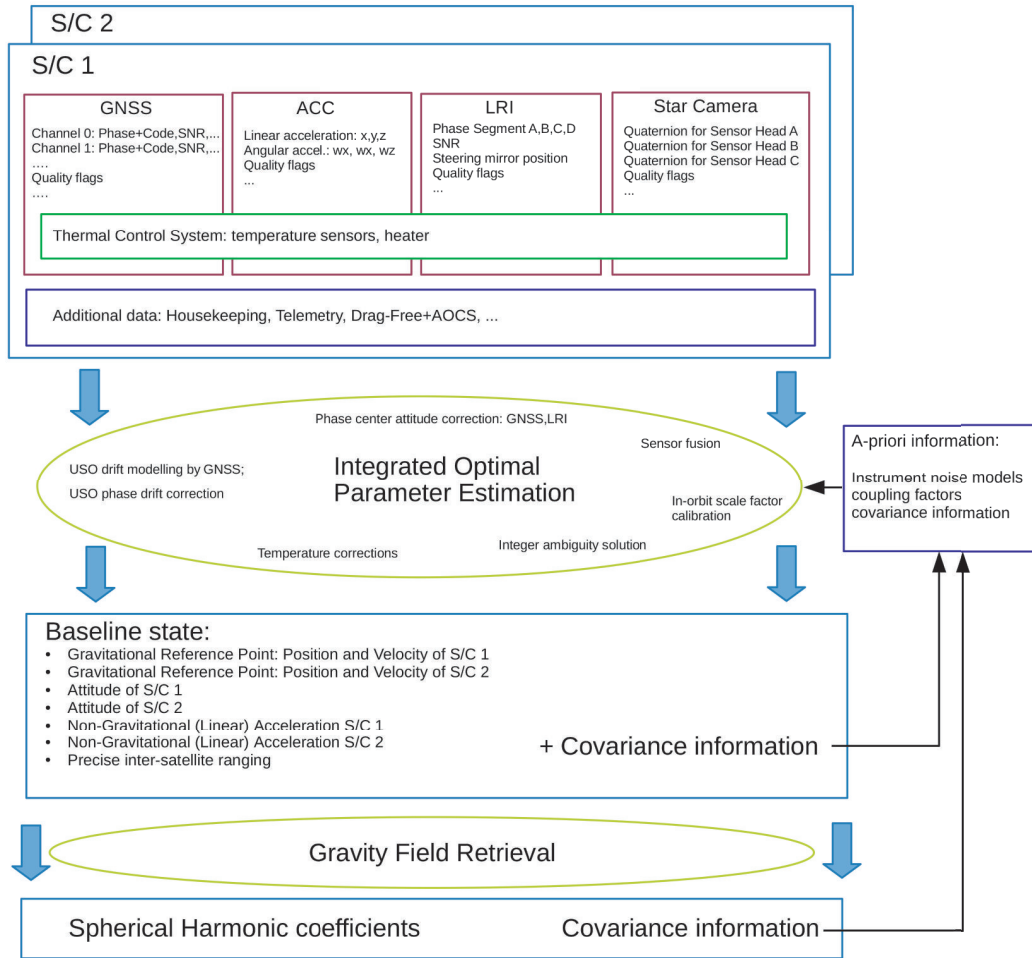 S/C 2
S/C 1
GNSS
Channel 0: Phase+Code,SNR,...
Channel 1: Phase+Code,SNR,...
....
Quality flags
....
ACC
Linear acceleration: x,y,z
Angular accel.: wx, wx, wz
Quality flags
...
LRI
Phase Segment A,B,C,D
SNR
Steering mirror position
Quality flags
...
Star Camera
Quaternion for Sensor Head A
Quaternion for Sensor Head B
Quaternion for Sensor Head C
Quality flags
...
Thermal Control System: temperature sensors, heater
Additional data: Housekeeping, Telemetry, Drag-Free+AOCS, ...
Phase center attitude correction: GNSS,LRI
Sensor fusion
USO drift modelling by GNSS;
USO phase drift correction
Integrated Optimal
Parameter Estimation
In-orbit scale factor
calibration
Temperature corrections
Integer ambiguity solution
A-priori information:
Instrument noise models
coupling factors
covariance information
Baseline state:
• Gravitational Reference Point: Position and Velocity of S/C 1
• Gravitational Reference Point: Position and Velocity of S/C 2
• Attitude of S/C 1
• Attitude of S/C 2
• Non-Gravitational (Linear) Acceleration S/C 1
• Non-Gravitational (Linear) Acceleration S/C 2
• Precise inter-satellite ranging
+ Covariance information
Gravity Field Retrieval
Spherical Harmonic coefficients
Covariance information